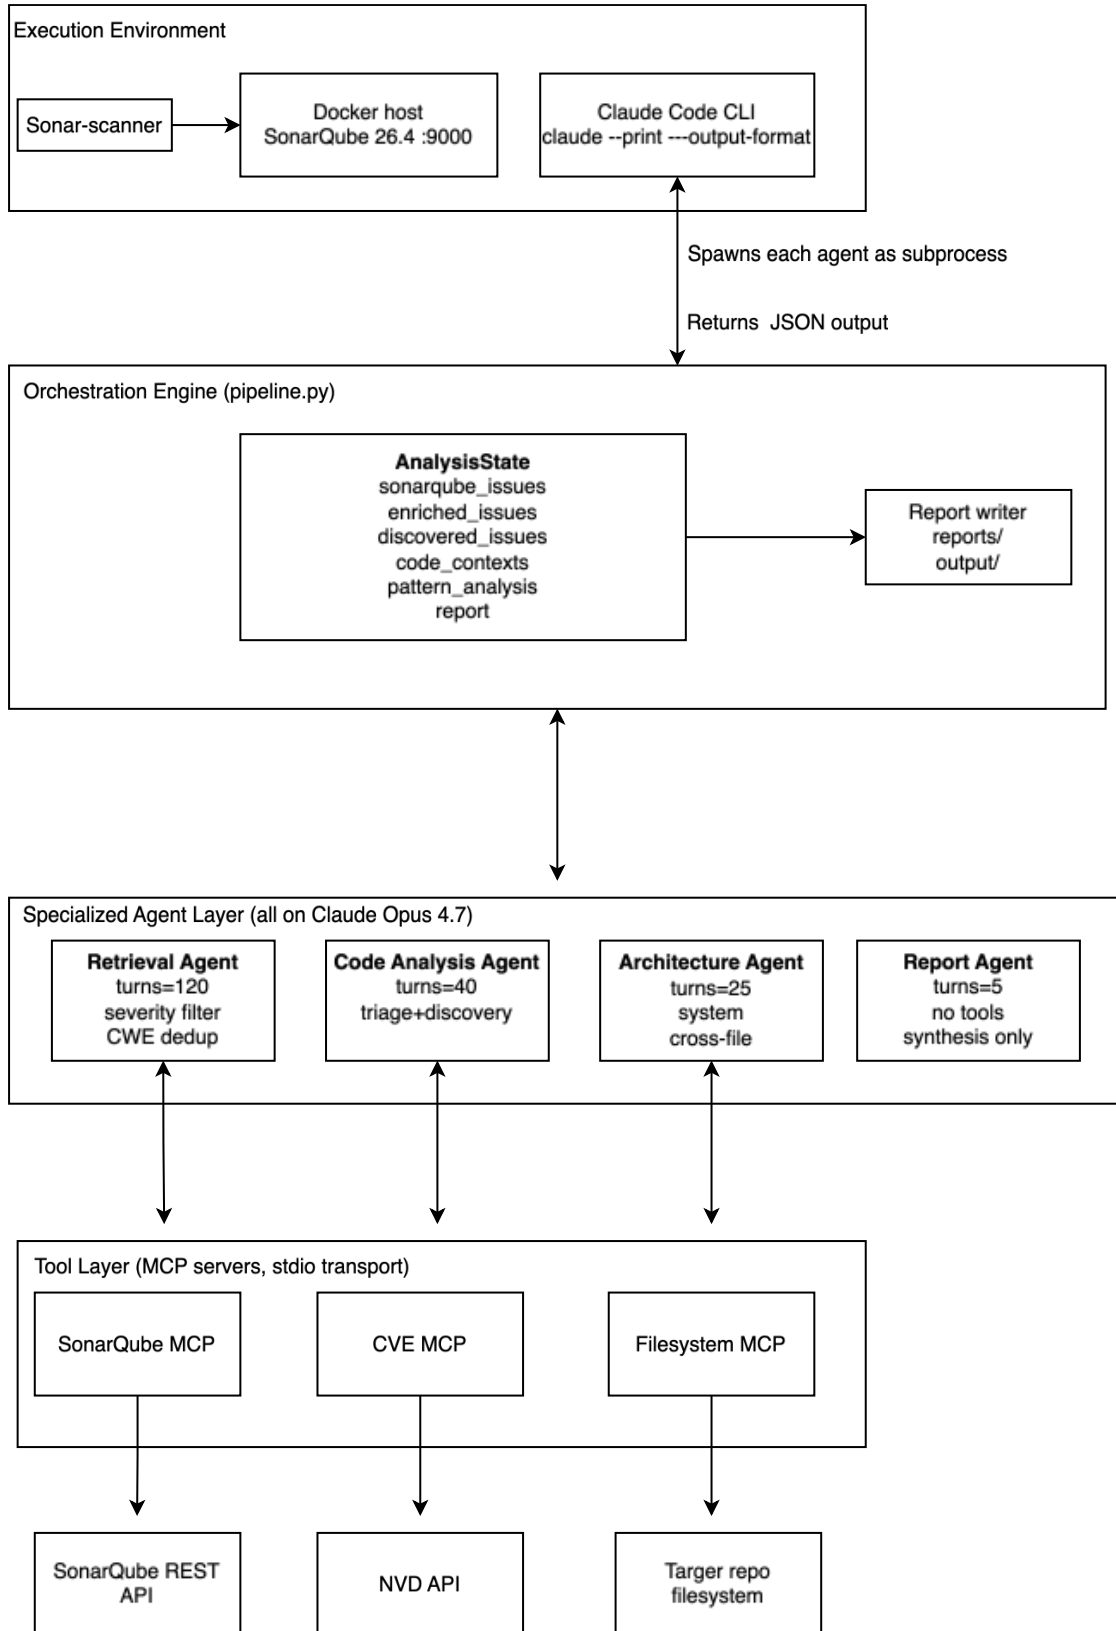 Execution Environment
Sonar-scanner
Docker host
SonarQube 26.4 :9000
Claude Code CLI
claude --print ---output-format
Spawns each agent as subprocess
Returns  JSON output
Orchestration Engine (pipeline.py)
AnalysisState
sonarqube_issues
enriched_issues
discovered_issues
code_contexts
pattern_analysis
report
Report writer
reports/
output/
Specialized Agent Layer (all on Claude Opus 4.7)
Retrieval Agent
turns=120
severity filter
CWE dedup
Code Analysis Agent
turns=40
triage+discovery
Architecture Agent
turns=25
system
cross-file
Report Agent
turns=5
no tools
synthesis only
Tool Layer (MCP servers, stdio transport)
SonarQube MCP
CVE MCP
Filesystem MCP
SonarQube REST
API
NVD API
Targer repo
filesystem